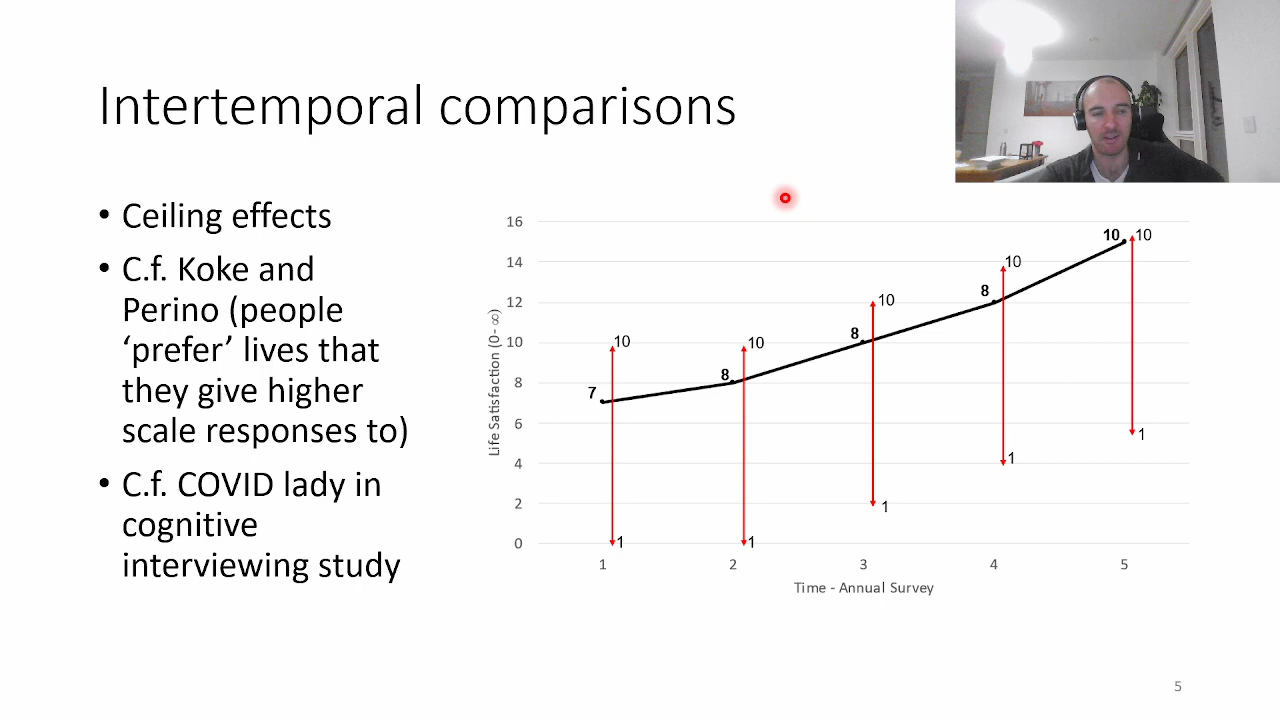 Intertemporal comparisons
• Ceiling effects
• C.f. Koke and
Perino (people
‘prefer’ lives that
they give higher
scale responses to)
• C.f. COVID lady in
cognitive
interviewing study
Life Satisfaction (0 - ∞)
16
14
12
10
8
6
4
2
0
7
10
1
8
10
1
8
10
1
8
10
1
10
10
1
1 2 3 4 5
Time - Annual Survey
5